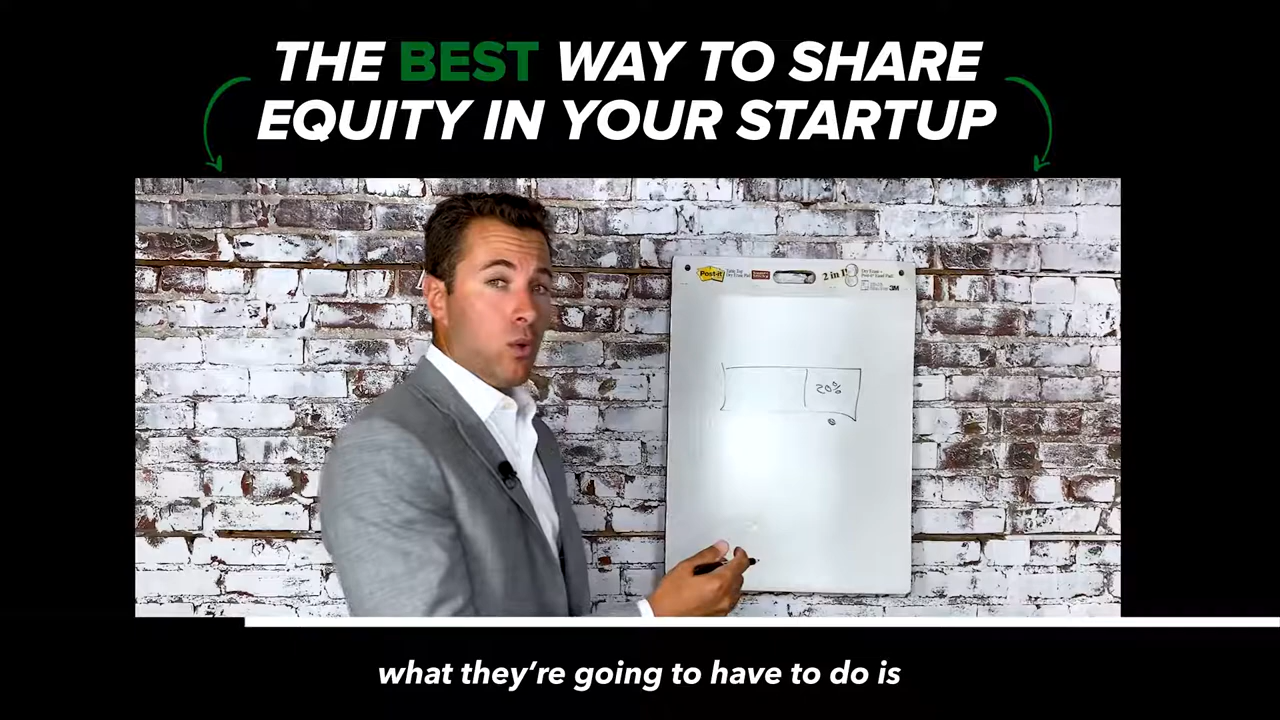 THE BEST WAY TO SHARE
EQUITY IN YOUR STARTUP
Post-it
2 in 1!
3M
20%
what they're going to have to do is